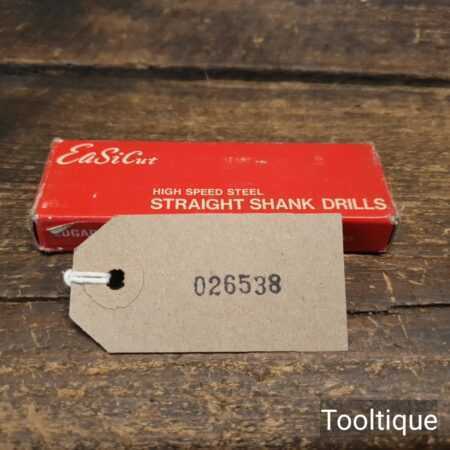 EaSiCut
HIGH SPEED STEEL
STRAIGHT SHANK DRILLS
026538
Tooltique